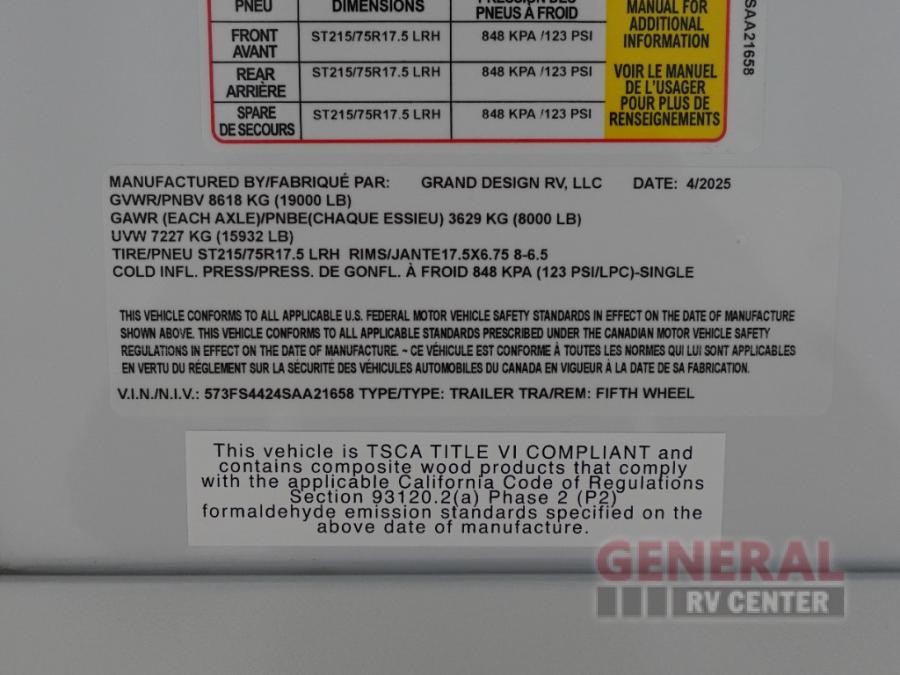 PNEU DIMENSIONS PRESSION DES
PNEUS À FROID
FRONT
AVANT
ST215/75R17.5 LRH 848 KPA /123 PSI
REAR
ARRIÈRE
ST215/75R17.5 LRH 848 KPA /123 PSI
SPARE
DE SECOURS
ST215/75R17.5 LRH 848 KPA /123 PSI
MANUAL FOR
ADDITIONAL
INFORMATION
VOIR LE MANUEL
DE L'USAGER
POUR PLUS DE
RENSEIGNEMENTS
SAA21658
MANUFACTURED BY/FABRIQUÉ PAR: GRAND DESIGN RV, LLC DATE: 4/2025
GVWR/PNBV 8618 KG (19000 LB)
GAWR (EACH AXLE)/PNBE(CHAQUE ESSIEU) 3629 KG (8000 LB)
UVW 7227 KG (15932 LB)
TIRE/PNEU ST215/75R17.5 LRH RIMS/JANTE17.5X6.75 8-6.5
COLD INFL. PRESS/PRESS. DE GONFL. À FROID 848 KPA (123 PSI/LPC)-SINGLE
THIS VEHICLE CONFORMS TO ALL APPLICABLE U.S. FEDERAL MOTOR VEHICLE SAFETY STANDARDS IN EFFECT ON THE DATE OF MANUFACTURE
SHOWN ABOVE. THIS VEHICLE CONFORMS TO ALL APPLICABLE STANDARDS PRESCRIBED UNDER THE CANADIAN MOTOR VEHICLE SAFETY
REGULATIONS IN EFFECT ON THE DATE OF MANUFACTURE. ~ CE VÉHICULE EST CONFORME À TOUTES LES NORMES QUI LUI SONT APPLICABLES
EN VERTU DU RÉGLEMENT SUR LA SÉCURITÉ DES VÉHICULES AUTOMOBILES DU CANADA EN VIGUEUR À LA DATE DE SA FABRICATION.
V.I.N./N.I.V.: 573FS4424SAA21658 TYPE/TYPE: TRAILER TRA/REM: FIFTH WHEEL
This vehicle is TSCA TITLE VI COMPLIANT and
contains composite wood products that comply
with the applicable California Code of Regulations
Section 93120.2(a) Phase 2 (P2)
formaldehyde emission standards specified on the
above date of manufacture.
GENERAL
RV CENTER